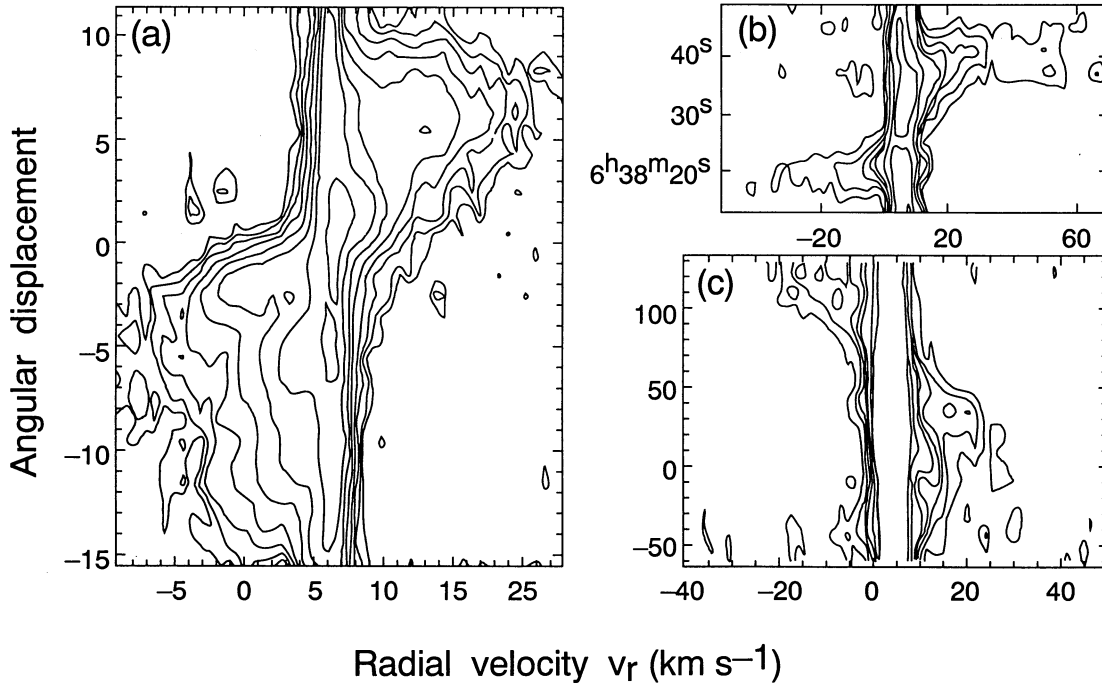 (a)
10
5
0
−5
−10
−15
−5 0 5 10 15 25
Angular displacement
(b)
40s
30s
6h38m20s
−20 20 60
(c)
100
50
0
−50
−40 −20 0 20 40
Radial velocity vr (km s−1)